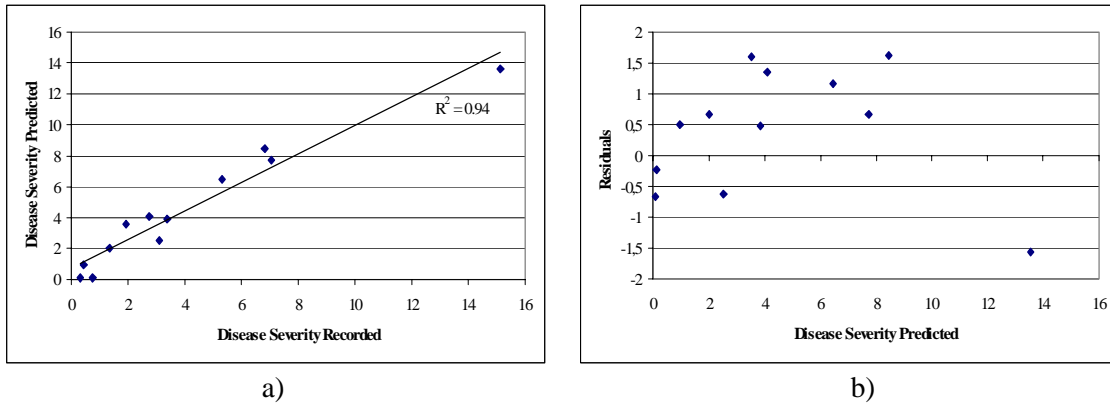 16
14
12
10
8
6
4
2
0
Disease Severity Predicted
R² = 0.94
0 2 4 6 8 10 12 14 16
Disease Severity Recorded
a)
2
1,5
1
0,5
0
-0,5
-1
-1,5
-2
Residuals
0 2 4 6 8 10 12 14 16
Disease Severity Predicted
b)